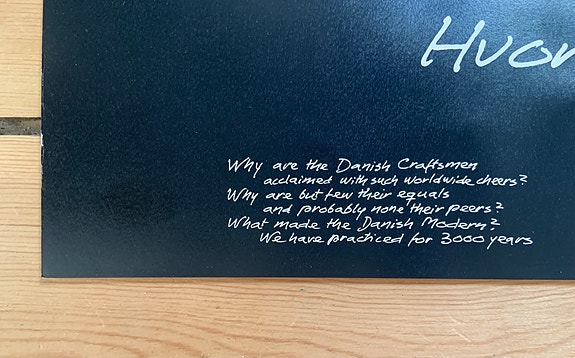 Hvor
Why are the Danish Craftsmen
acclaimed with such worldwide cheers?
Why are but few their equals
and probably none their peers?
What made the Danish Modern?
We have practiced for 3000 years